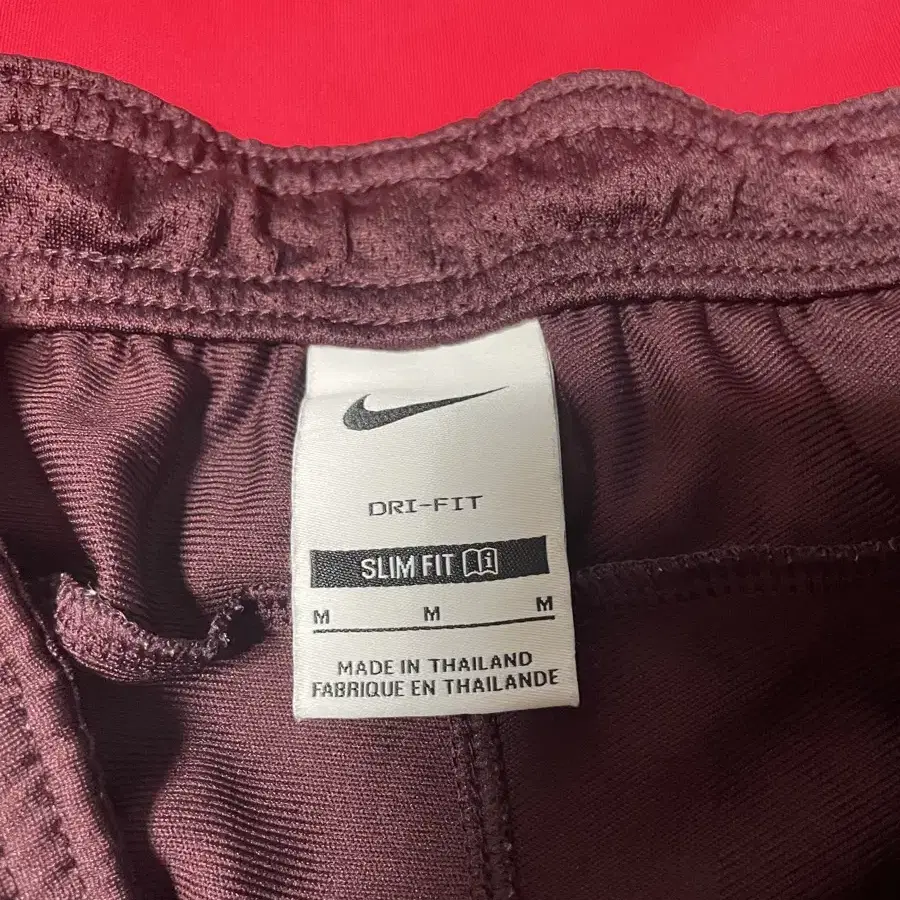 DRI-FIT
SLIM FIT
M M M
MADE IN THAILAND
FABRIQUE EN THAILANDE